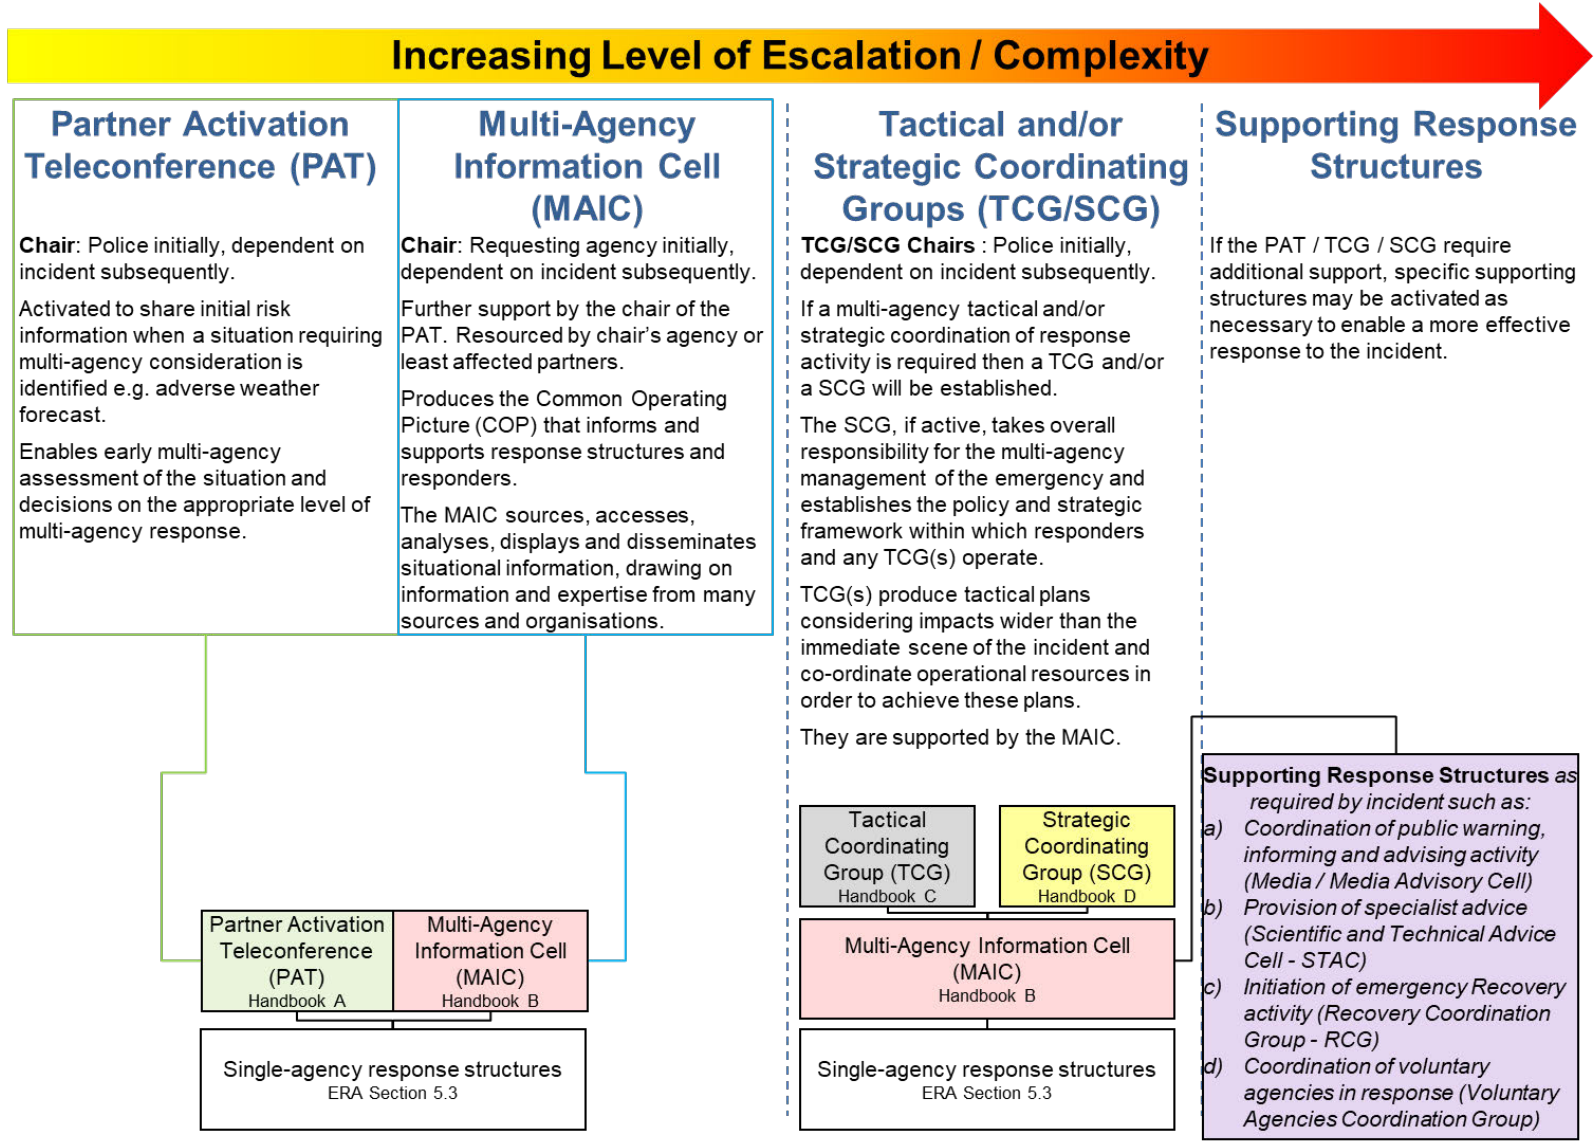 Increasing Level of Escalation / Complexity
Partner Activation
Teleconference (PAT)
Chair: Police initially, dependent on
incident subsequently.
Activated to share initial risk
information when a situation requiring
multi-agency consideration is
identified e.g. adverse weather
forecast.
Enables early multi-agency
assessment of the situation and
decisions on the appropriate level of
multi-agency response.
Multi-Agency
Information Cell
(MAIC)
Chair: Requesting agency initially,
dependent on incident subsequently.
Further support by the chair of the
PAT. Resourced by chair's agency or
least affected partners.
Produces the Common Operating
Picture (COP) that informs and
supports response structures and
responders.
The MAIC sources, accesses,
analyses, displays and disseminates
situational information, drawing on
information and expertise from many
sources and organisations.
Tactical and/or
Strategic Coordinating
Groups (TCG/SCG)
TCG/SCG Chairs : Police initially,
dependent on incident subsequently.
If a multi-agency tactical and/or
strategic coordination of response
activity is required then a TCG and/or
a SCG will be established.
The SCG, if active, takes overall
responsibility for the multi-agency
management of the emergency and
establishes the policy and strategic
framework within which responders
and any TCG(s) operate.
TCG(s) produce tactical plans
considering impacts wider than the
immediate scene of the incident and
co-ordinate operational resources in
order to achieve these plans.
They are supported by the MAIC.
Supporting Response
Structures
If the PAT / TCG / SCG require
additional support, specific supporting
structures may be activated as
necessary to enable a more effective
response to the incident.
Partner Activation
Teleconference
(PAT)
Handbook A
Multi-Agency
Information Cell
(MAIC)
Handbook B
Single-agency response structures
ERA Section 5.3
Tactical
Coordinating
Group (TCG)
Handbook C
Strategic
Coordinating
Group (SCG)
Handbook D
Multi-Agency Information Cell
(MAIC)
Handbook B
Single-agency response structures
ERA Section 5.3
Supporting Response Structures as
required by incident such as:
a) Coordination of public warning,
informing and advising activity
(Media / Media Advisory Cell)
b) Provision of specialist advice
(Scientific and Technical Advice
Cell - STAC)
c) Initiation of emergency Recovery
activity (Recovery Coordination
Group - RCG)
d) Coordination of voluntary
agencies in response (Voluntary
Agencies Coordination Group)